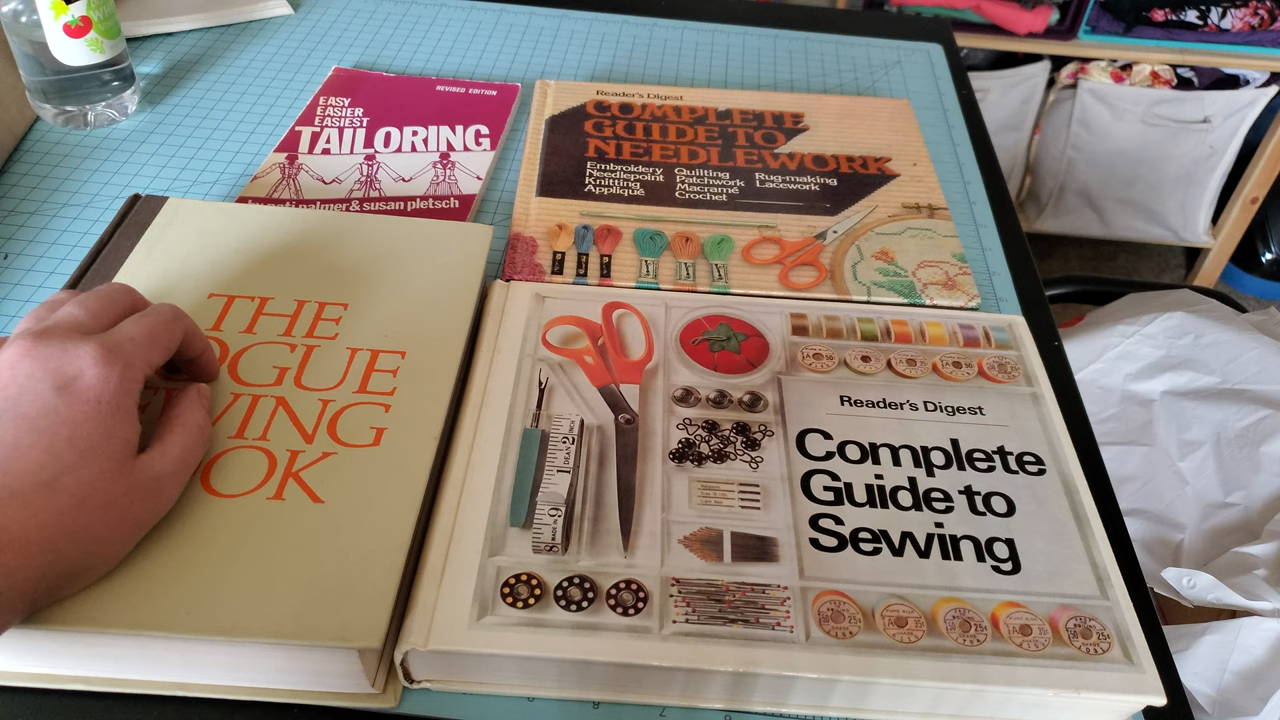 REVISED EDITION
EASY
EASIER
EASIEST
TAILORING
palmer & susan pletsch
Reader's Digest
COMPLETE
GUIDE TO
NEEDLEWORK
Embroidery
Needlepoint
Knitting
Appliqué
Quilting
Patchwork
Macramé
Crochet
Rug-making
Lacework
THE
OGUE
WING
OK
Reader's Digest
Complete
Guide to
Sewing